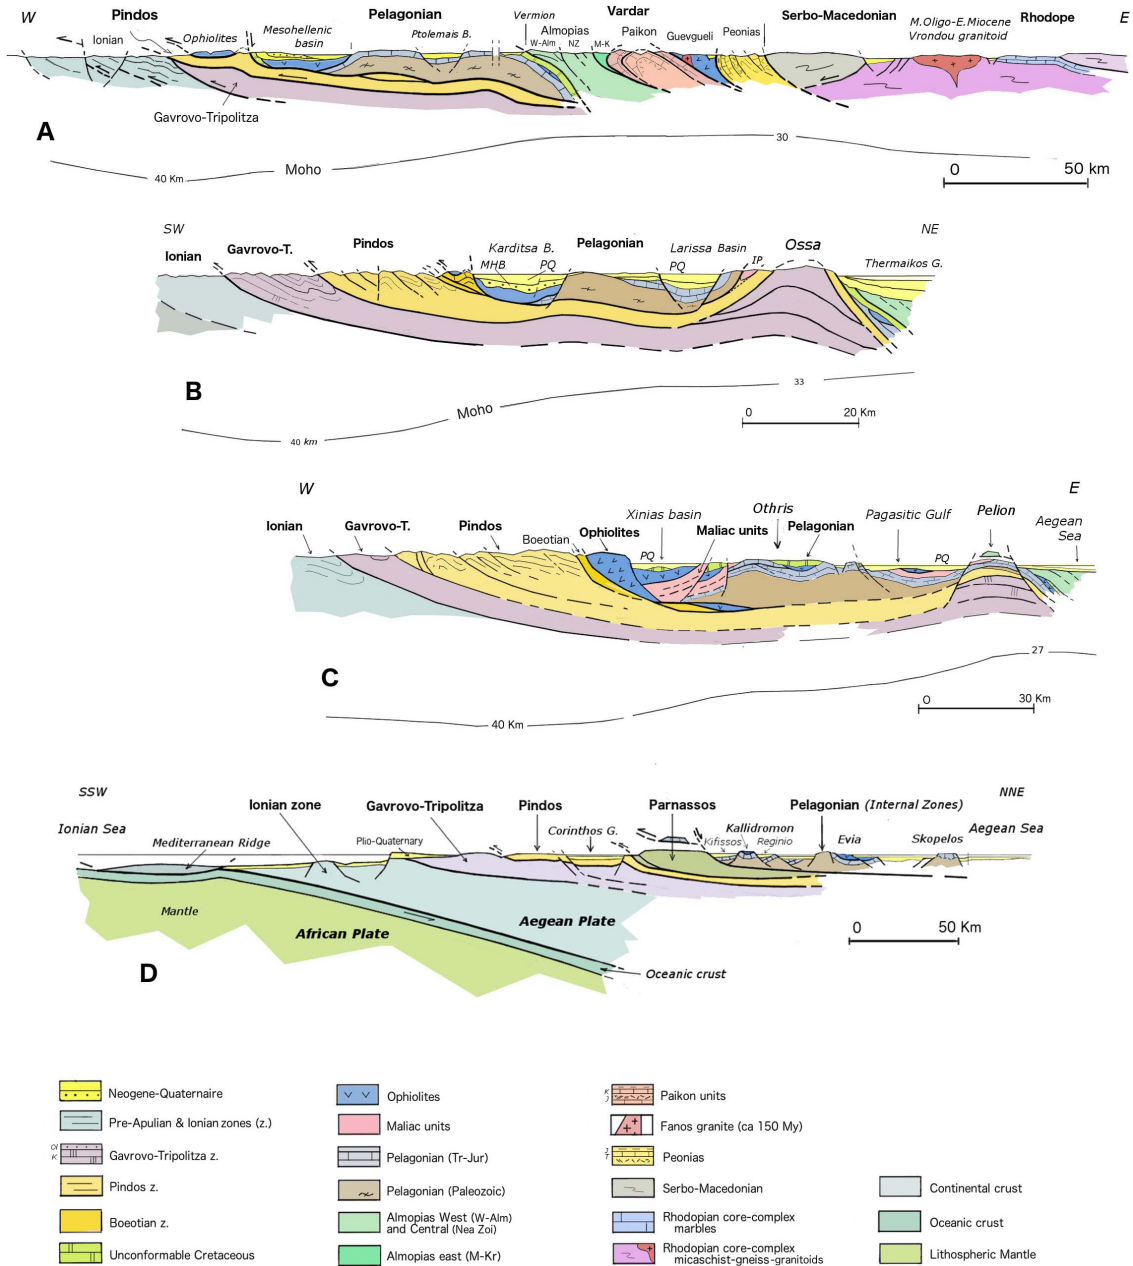 W
Pindos
Pelagonian
Vermion
Vardar
Serbo-Macedonian
M.Oligo-E.Miocene
Vrondou granitoid
Rhodope
E
Ionian
Ophiolites
Mesohellenic
basin
Ptolemais B.
Almopias
W-Alm
NZ
M-K
Paikon
Guevgueli
Peonias
Gavrovo-Tripolitza
A
Moho
40 Km
30
0
50 km
SW
NE
Ionian
Gavrovo-T.
Pindos
Karditsa B.
MHB
PQ
Pelagonian
Larissa Basin
PQ
IP
Ossa
Thermaikos G.
B
Moho
40 km
33
0
20 Km
W
E
Ionian
Gavrovo-T.
Pindos
Boeotian
Ophiolites
Xinias basin
PQ
Maliac units
Othris
Pelagonian
Pagasitic Gulf
PQ
Pelion
Aegean
Sea
C
40 Km
27
0
30 Km
SSW
NNE
Ionian Sea
Mediterranean Ridge
Ionian zone
Plio-Quaternary
Gavrovo-Tripolitza
Pindos
Corinthos G.
Parnassos
Kifissos
Kallidromon
Reginio
Pelagonian (Internal Zones)
Evia
Skopelos
Aegean Sea
Mantle
African Plate
Aegean Plate
Oceanic crust
D
0
50 Km
Neogene-Quaternaire
Pre-Apulian & Ionian zones (z.)
Ol
K
Gavrovo-Tripolitza z.
Pindos z.
Boeotian z.
Unconformable Cretaceous
Ophiolites
Maliac units
Pelagonian (Tr-Jur)
Pelagonian (Paleozoic)
Almopias West (W-Alm)
and Central (Nea Zoi)
Almopias east (M-Kr)
K
J
Paikon units
Fanos granite (ca 150 My)
J
T
Peonias
Serbo-Macedonian
Rhodopian core-complex
marbles
Rhodopian core-complex
micaschist-gneiss-granitoids
Continental crust
Oceanic crust
Lithospheric Mantle